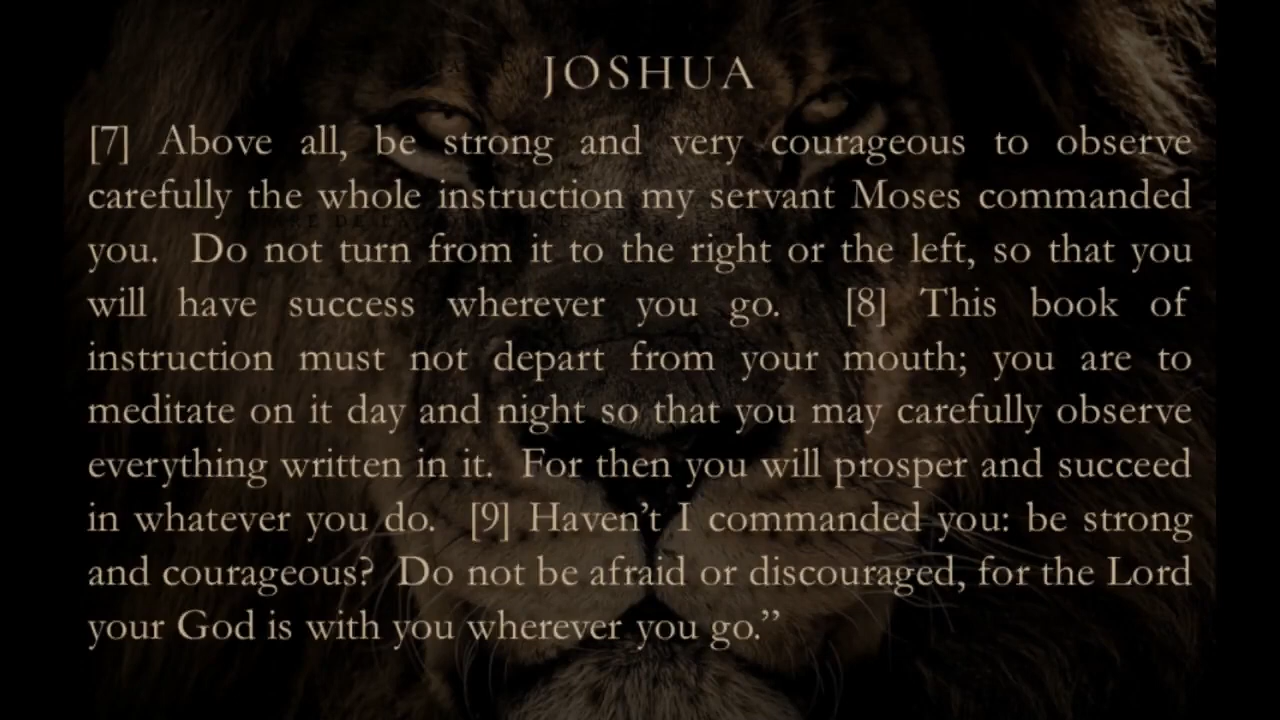 JOSHUA
[7] Above all, be strong and very courageous to observe
carefully the whole instruction my servant Moses commanded
you. Do not turn from it to the right or the left, so that you
will have success wherever you go. [8] This book of
instruction must not depart from your mouth; you are to
meditate on it day and night so that you may carefully observe
everything written in it. For then you will prosper and succeed
in whatever you do. [9] Haven’t I commanded you: be strong
and courageous? Do not be afraid or discouraged, for the Lord
your God is with you wherever you go.”